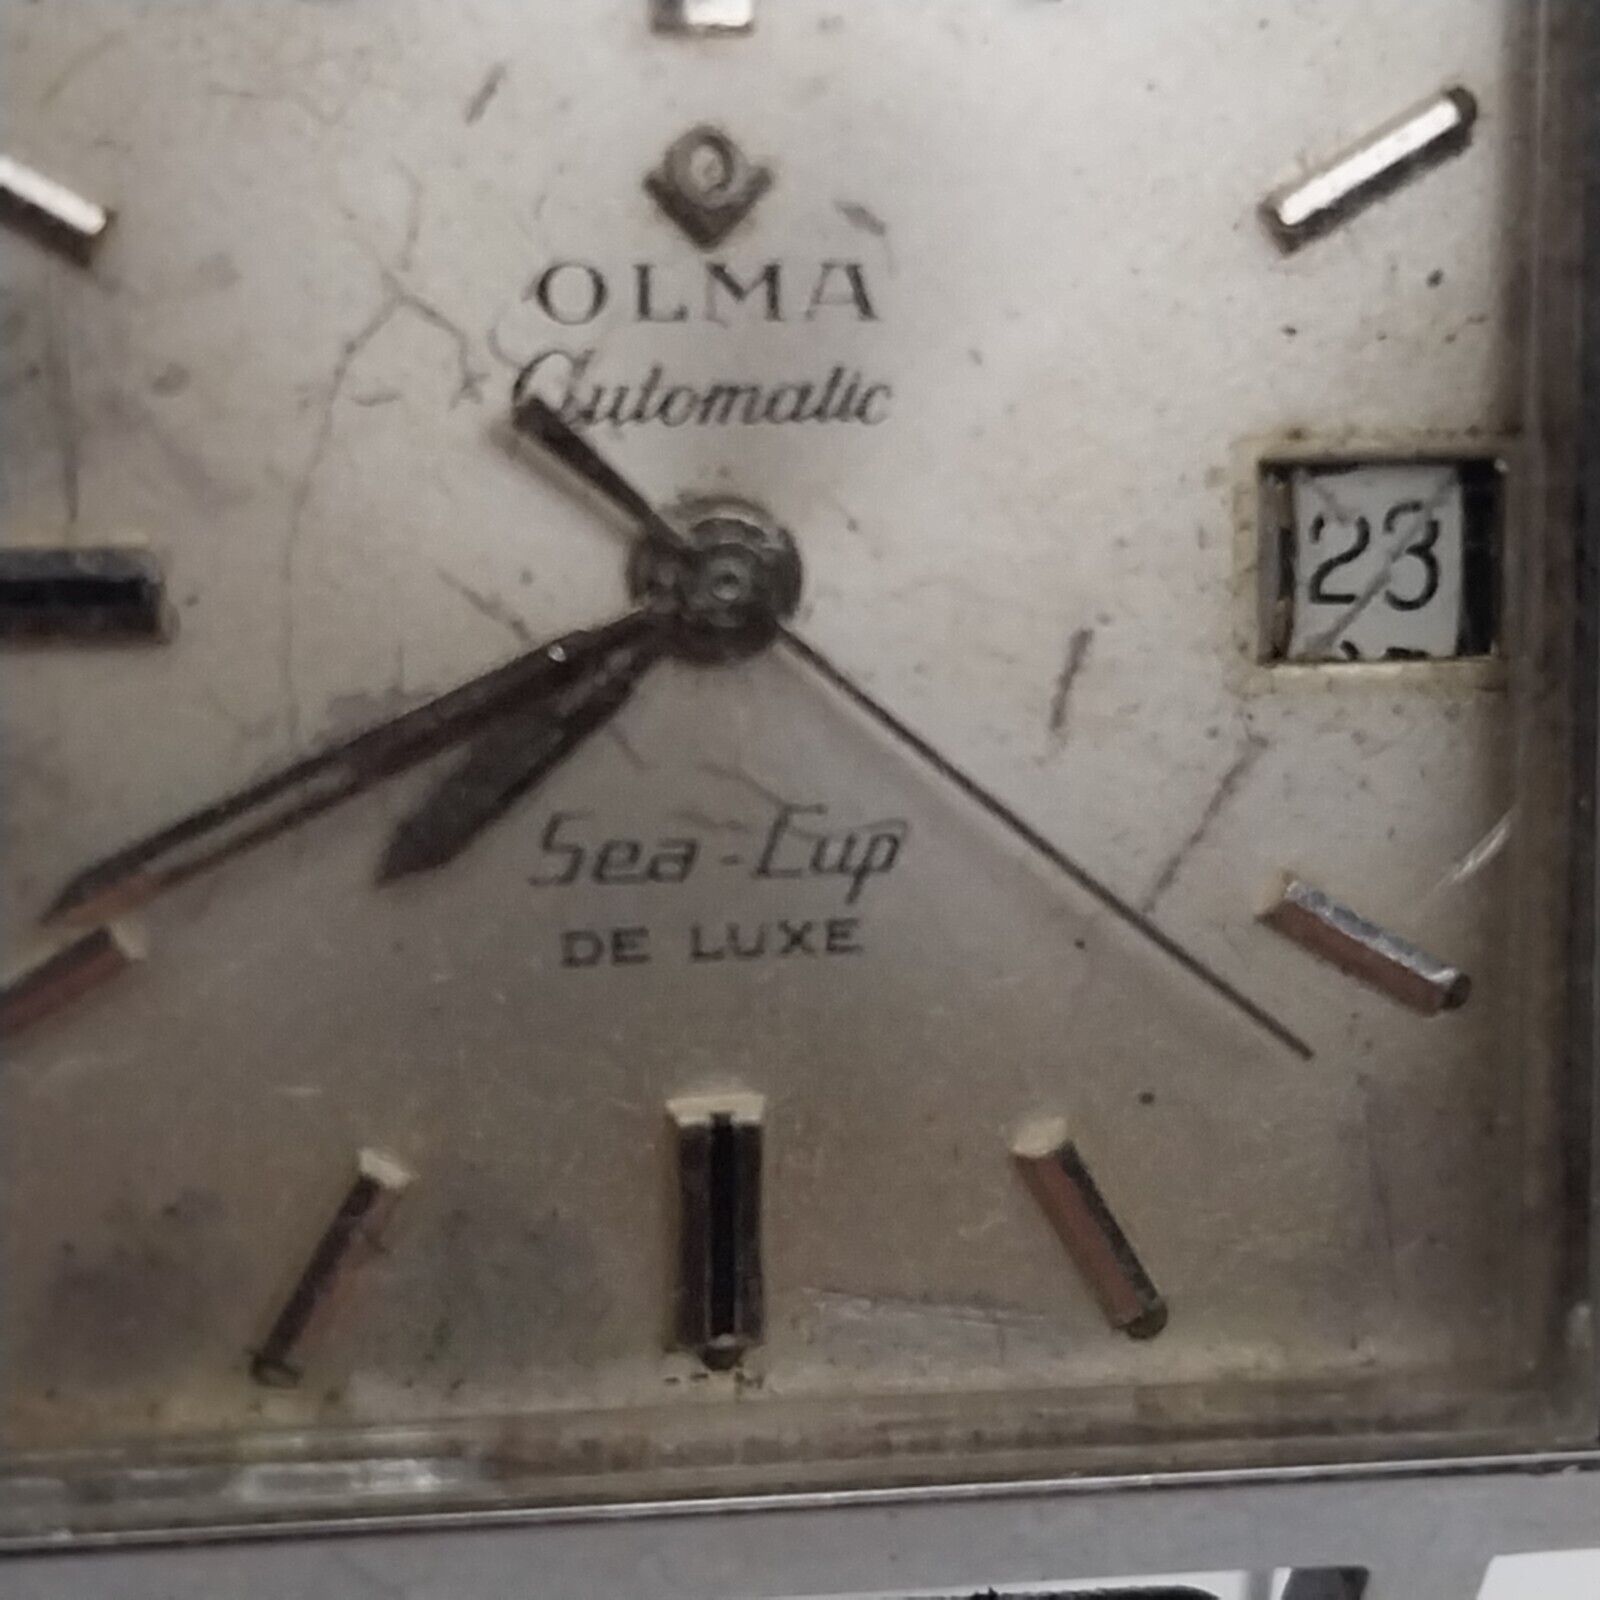 OLMA
Automatic
23
Sea-Cup
DE LUXE